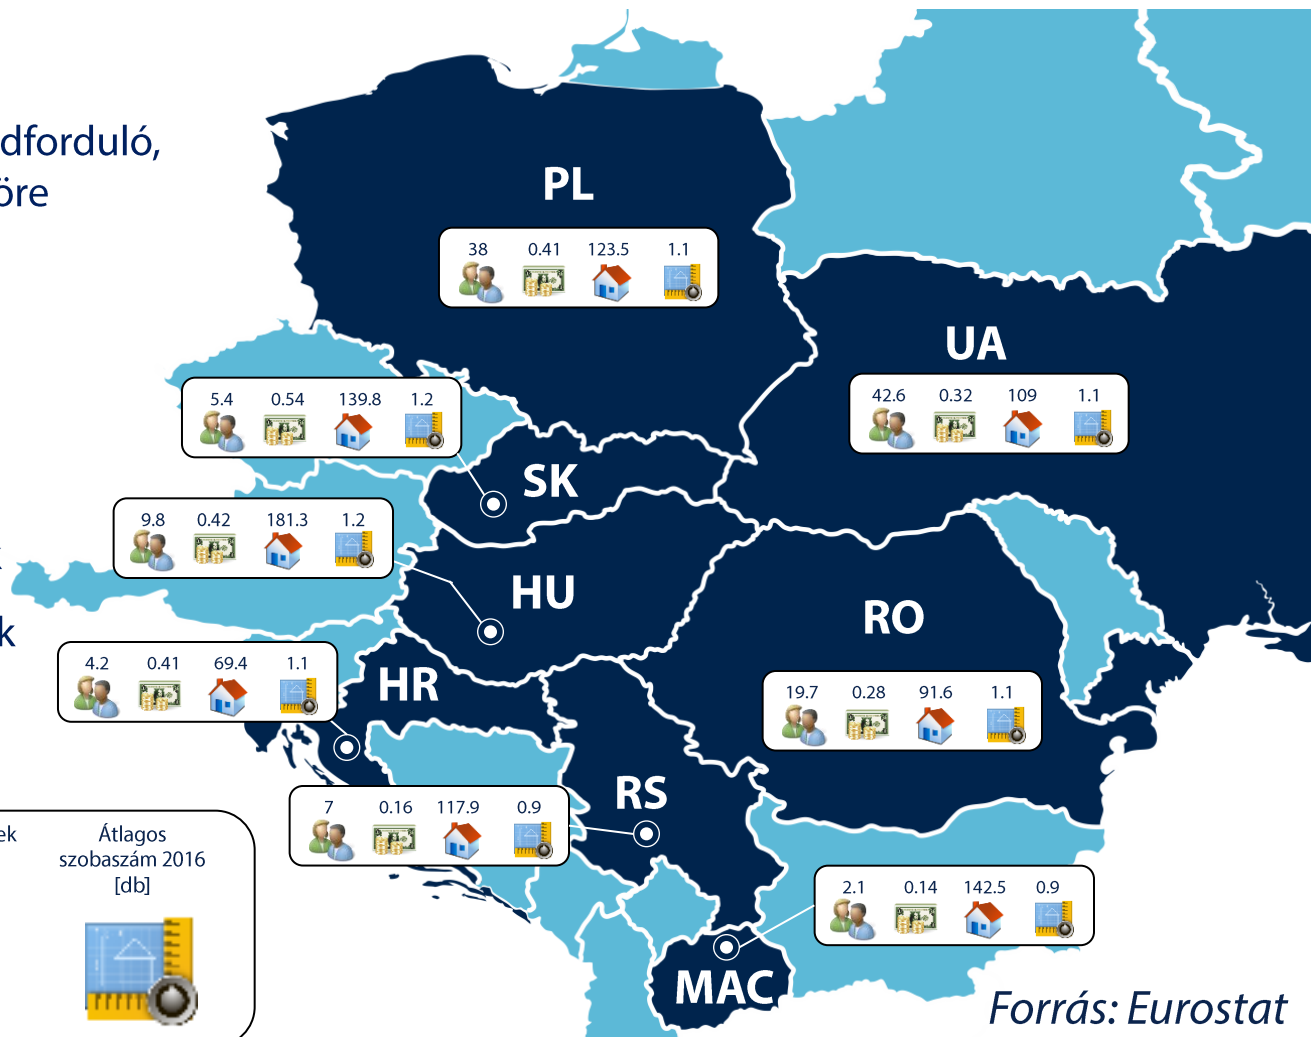 dforduló,
öre
PL
38 0.41 123.5 1.1
UA
42.6 0.32 109 1.1
5.4 0.54 139.8 1.2
SK
9.8 0.42 181.3 1.2
HU
k
RO
4.2 0.41 69.4 1.1
HR
19.7 0.28 91.6 1.1
RS
7 0.16 117.9 0.9
ek
Átlagos
szobaszám 2016
[db]
2.1 0.14 142.5 0.9
MAC
Forrás: Eurostat